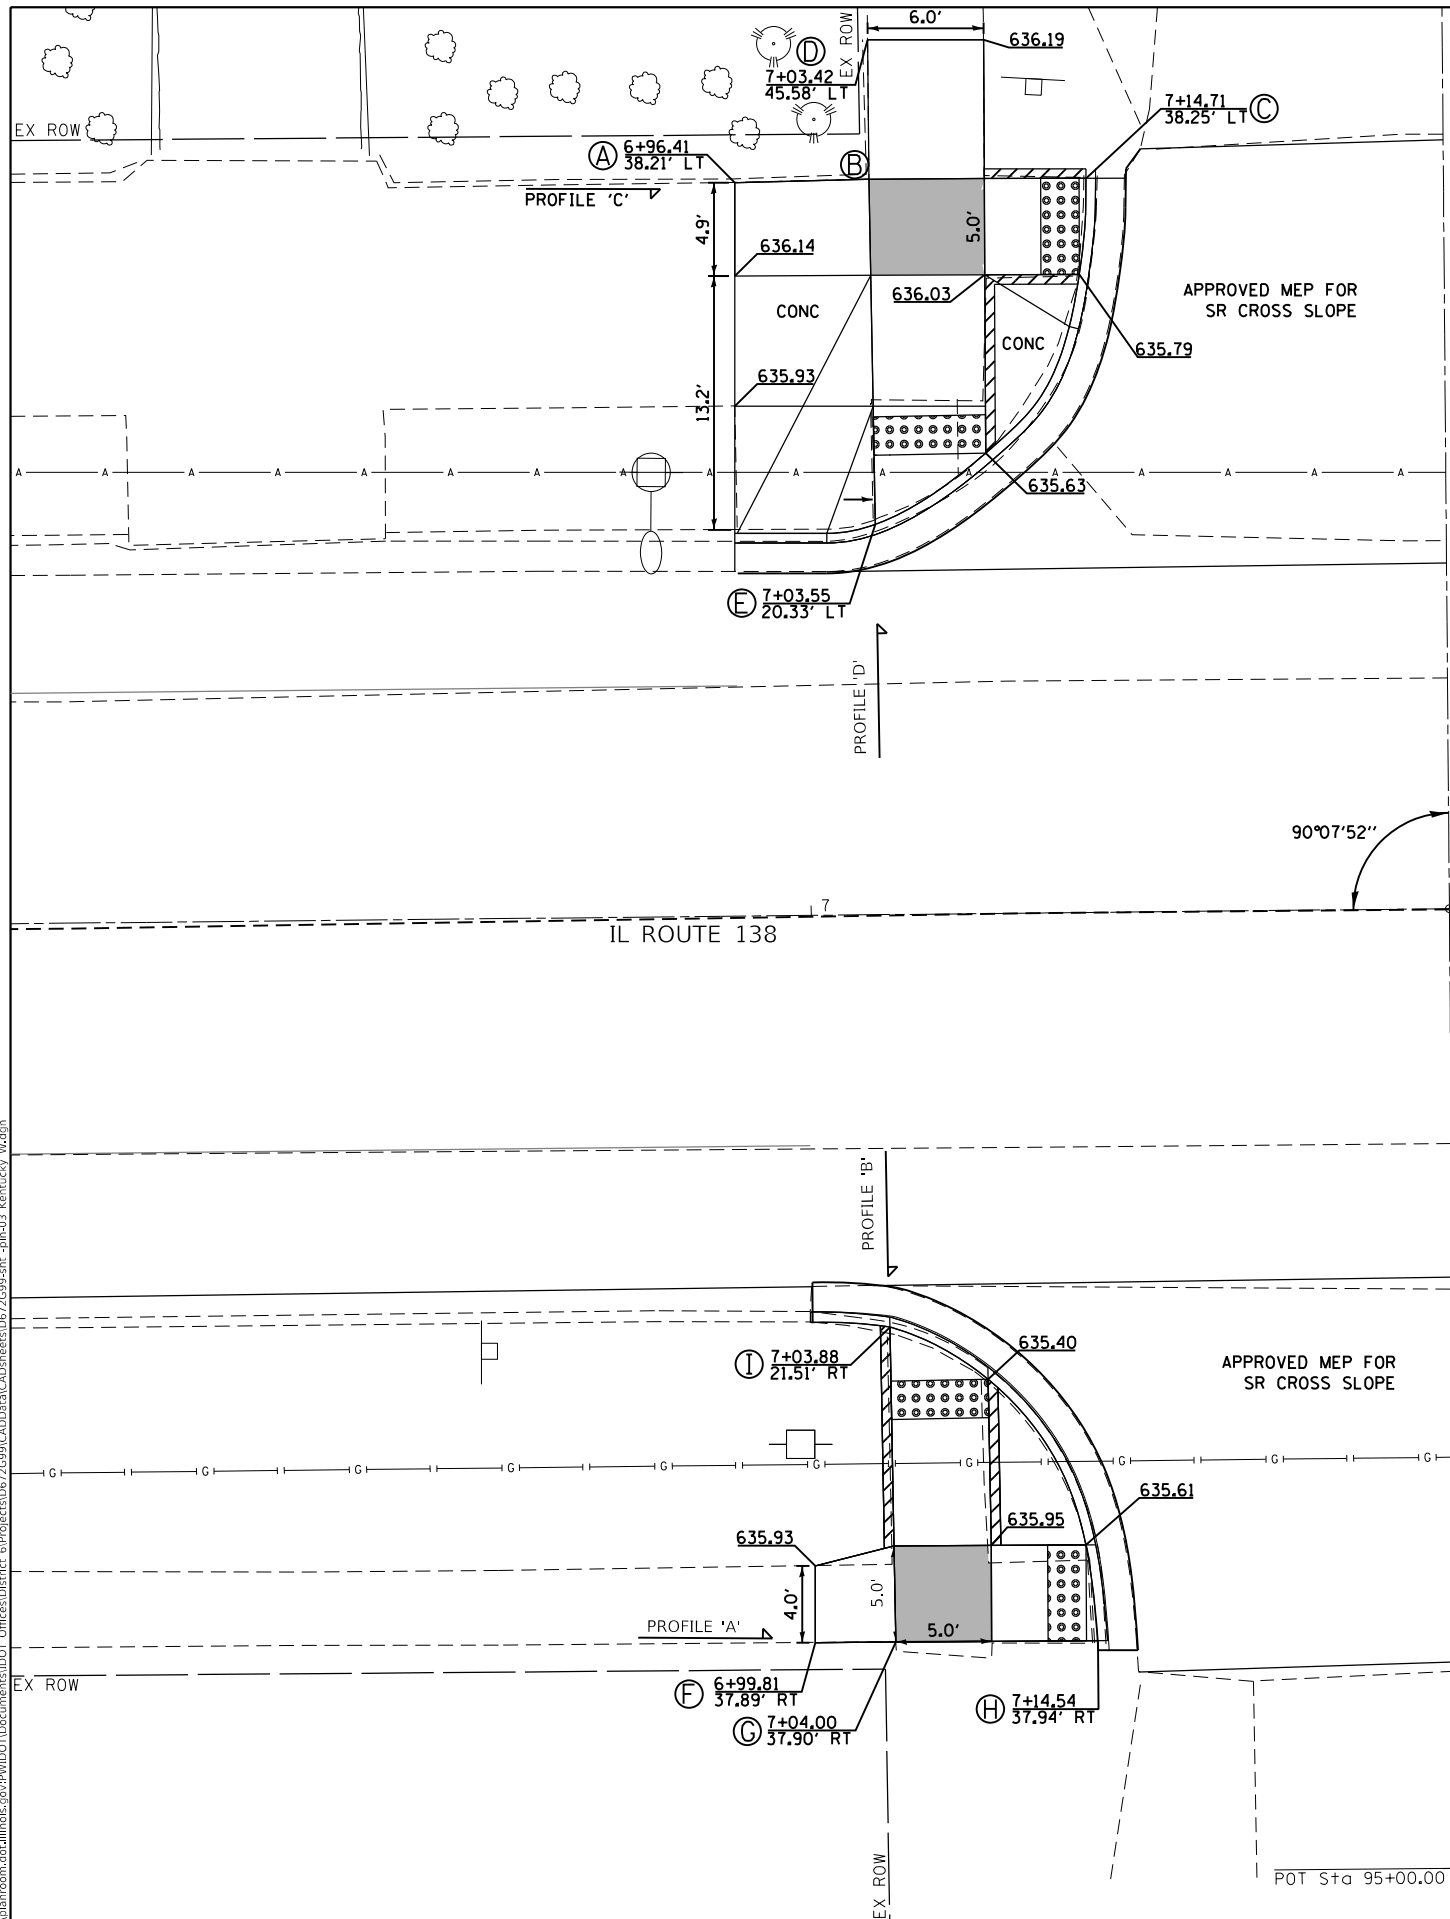 6.0'
EX ROW
636.19
D
7+03.42
45.58' LT
7+14.71
38.25' LT
C
EX ROW
A
6+96.41
38.21' LT
B
PROFILE 'C'
4.9'
5.0'
636.14
636.03
CONC
APPROVED MEP FOR
SR CROSS SLOPE
CONC
635.79
635.93
13.2'
A A A A A A A A A A A A A A A A A
635.63
E
7+03.55
20.33' LT
PROFILE 'D'
90°07'52''
7
IL ROUTE 138
PROFILE 'B'
635.40
I
7+03.88
21.51' RT
APPROVED MEP FOR
SR CROSS SLOPE
G G G G G G G G G G
635.61
635.95
635.93
4.0'
5.0'
PROFILE 'A'
5.0'
EX ROW
F
6+99.81
37.89' RT
G
7+04.00
37.90' RT
H
7+14.54
37.94' RT
EX ROW
POT Sta 95+00.00